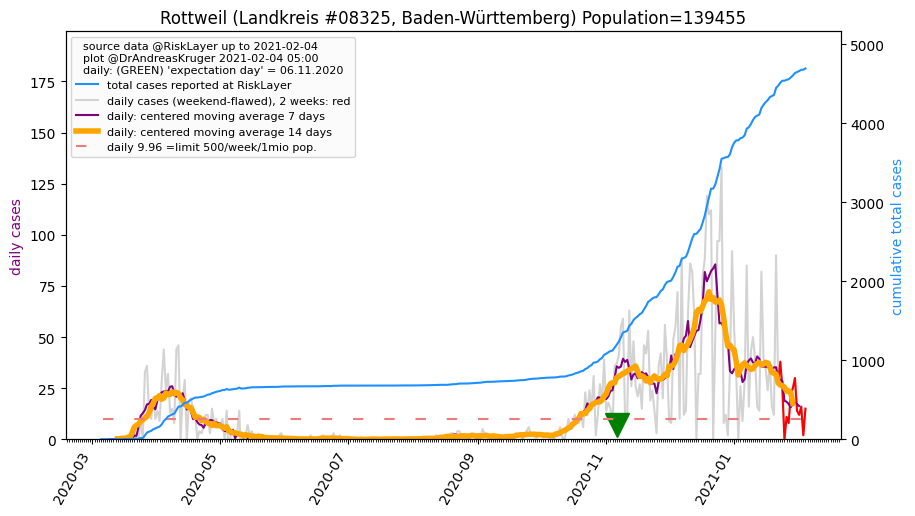 Rottweil (Landkreis #08325, Baden-Württemberg) Population=139455
source data @RiskLayer up to 2021-02-04
plot @DrAndreasKruger 2021-02-04 05:00
daily: (GREEN) 'expectation day' = 06.11.2020
total cases reported at RiskLayer
daily cases (weekend-flawed), 2 weeks: red
daily: centered moving average 7 days
daily: centered moving average 14 days
daily 9.96 =limit 500/week/1mio pop.
daily cases
175
150
125
100
75
50
25
0
5000
4000
3000
2000
1000
0
cumulative total cases
2020-03
2020-05
2020-07
2020-09
2020-11
2021-01